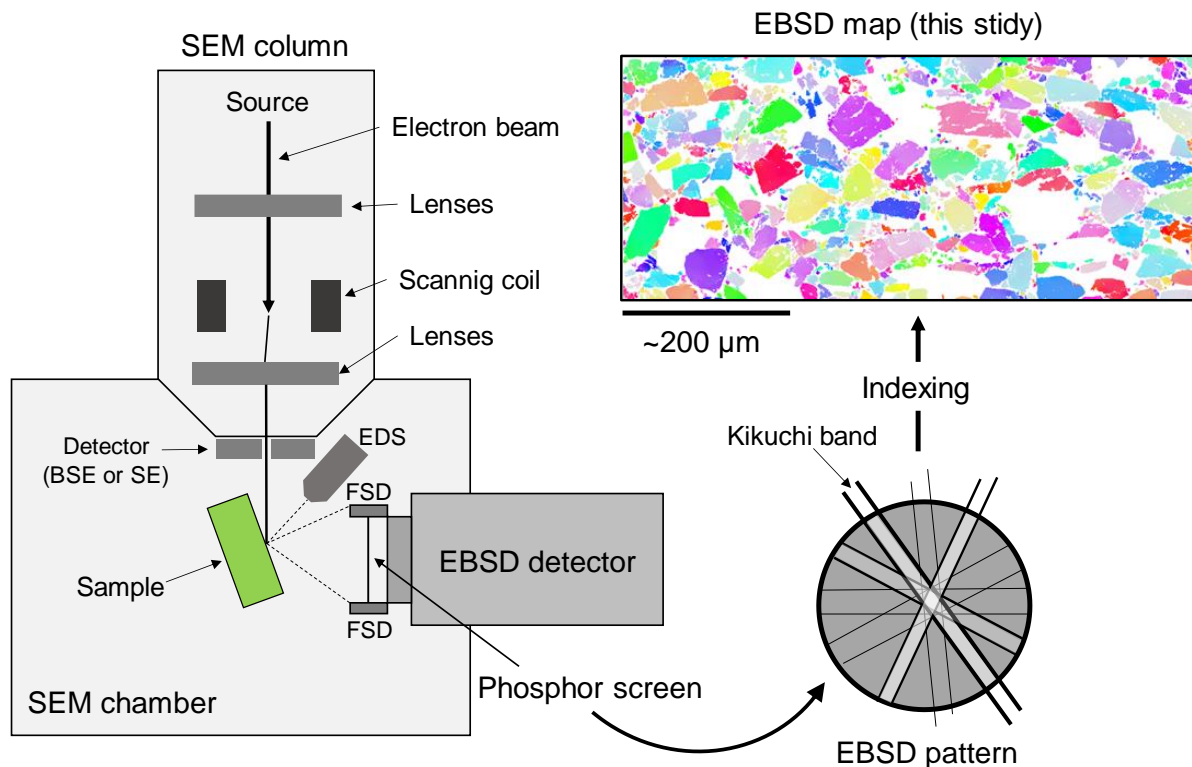 SEM column
Source
Electron beam
Lenses
Scannig coil
Lenses
Detector
(BSE or SE)
EDS
FSD
EBSD detector
Sample
FSD
Phosphor screen
SEM chamber
EBSD map (this stidy)
~200 µm
Indexing
Kikuchi band
EBSD pattern